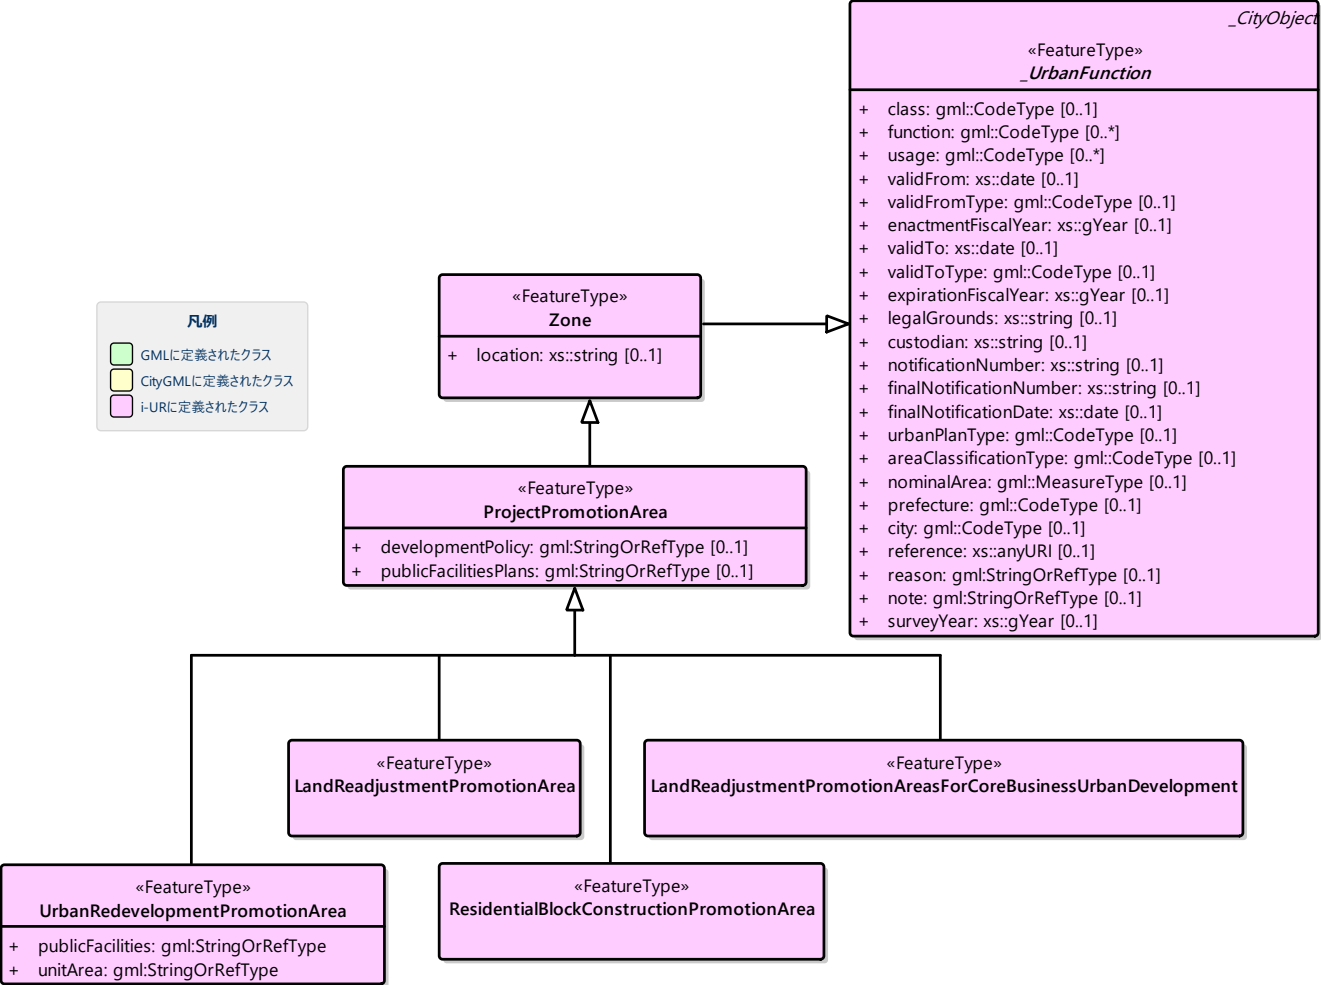 _CityObject
«FeatureType»
_UrbanFunction
+ class: gml::CodeType [0..1]
+ function: gml::CodeType [0..*]
+ usage: gml::CodeType [0..*]
+ validFrom: xs::date [0..1]
+ validFromType: gml::CodeType [0..1]
+ enactmentFiscalYear: xs::gYear [0..1]
+ validTo: xs::date [0..1]
+ validToType: gml::CodeType [0..1]
+ expirationFiscalYear: xs::gYear [0..1]
+ legalGrounds: xs::string [0..1]
+ custodian: xs::string [0..1]
+ notificationNumber: xs::string [0..1]
+ finalNotificationNumber: xs::string [0..1]
+ finalNotificationDate: xs::date [0..1]
+ urbanPlanType: gml::CodeType [0..1]
+ areaClassificationType: gml::CodeType [0..1]
+ nominalArea: gml::MeasureType [0..1]
+ prefecture: gml::CodeType [0..1]
+ city: gml::CodeType [0..1]
+ reference: xs::anyURI [0..1]
+ reason: gml:StringOrRefType [0..1]
+ note: gml:StringOrRefType [0..1]
+ surveyYear: xs::gYear [0..1]
«FeatureType»
Zone
+ location: xs::string [0..1]
凡例
GMLに定義されたクラス
CityGMLに定義されたクラス
i-URに定義されたクラス
«FeatureType»
ProjectPromotionArea
+ developmentPolicy: gml:StringOrRefType [0..1]
+ publicFacilitiesPlans: gml:StringOrRefType [0..1]
«FeatureType»
LandReadjustmentPromotionArea
«FeatureType»
LandReadjustmentPromotionAreasForCoreBusinessUrbanDevelopment
«FeatureType»
UrbanRedevelopmentPromotionArea
+ publicFacilities: gml:StringOrRefType
+ unitArea: gml:StringOrRefType
«FeatureType»
ResidentialBlockConstructionPromotionArea